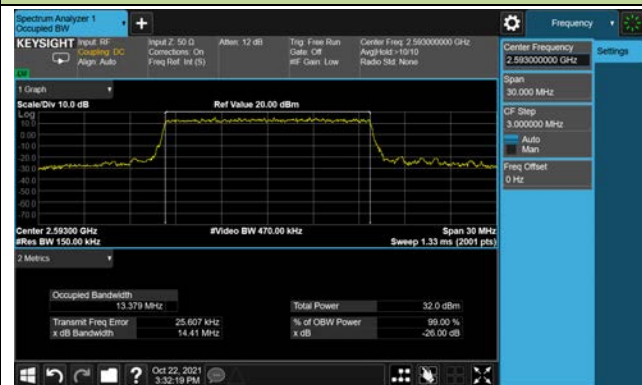 Spectrum Analyzer 1
Occupied BW
Frequency
KEYSIGHT
Input: RF
Coupling: DC
Align: Auto
Input Z: 50 Ω
Corrections: On
Freq Ref: Int (S)
Atten: 12 dB
Trig: Free Run
Gate: Off
#IF Gain: Low
Center Freq: 2.593000000 GHz
Avg|Hold:>10/10
Radio Std: None
Center Frequency
2.593000000 GHz
Settings
Span
30.000 MHz
CF Step
3.000000 MHz
Auto
Man
Freq Offset
0 Hz
1 Graph
Scale/Div 10.0 dB
Ref Value 20.00 dBm
Log
10.0
0.00
-10.0
-20.0
-30.0
-40.0
-50.0
-60.0
-70.0
Center 2.59300 GHz
#Video BW 470.00 kHz
Span 30 MHz
#Res BW 150.00 kHz
Sweep 1.33 ms (2001 pts)
2 Metrics
Occupied Bandwidth
13.379 MHz
Total Power
32.0 dBm
Transmit Freq Error
25.607 kHz
% of OBW Power
99.00 %
x dB Bandwidth
14.41 MHz
x dB
-26.00 dB
?
Oct 22, 2021
3:32:19 PM